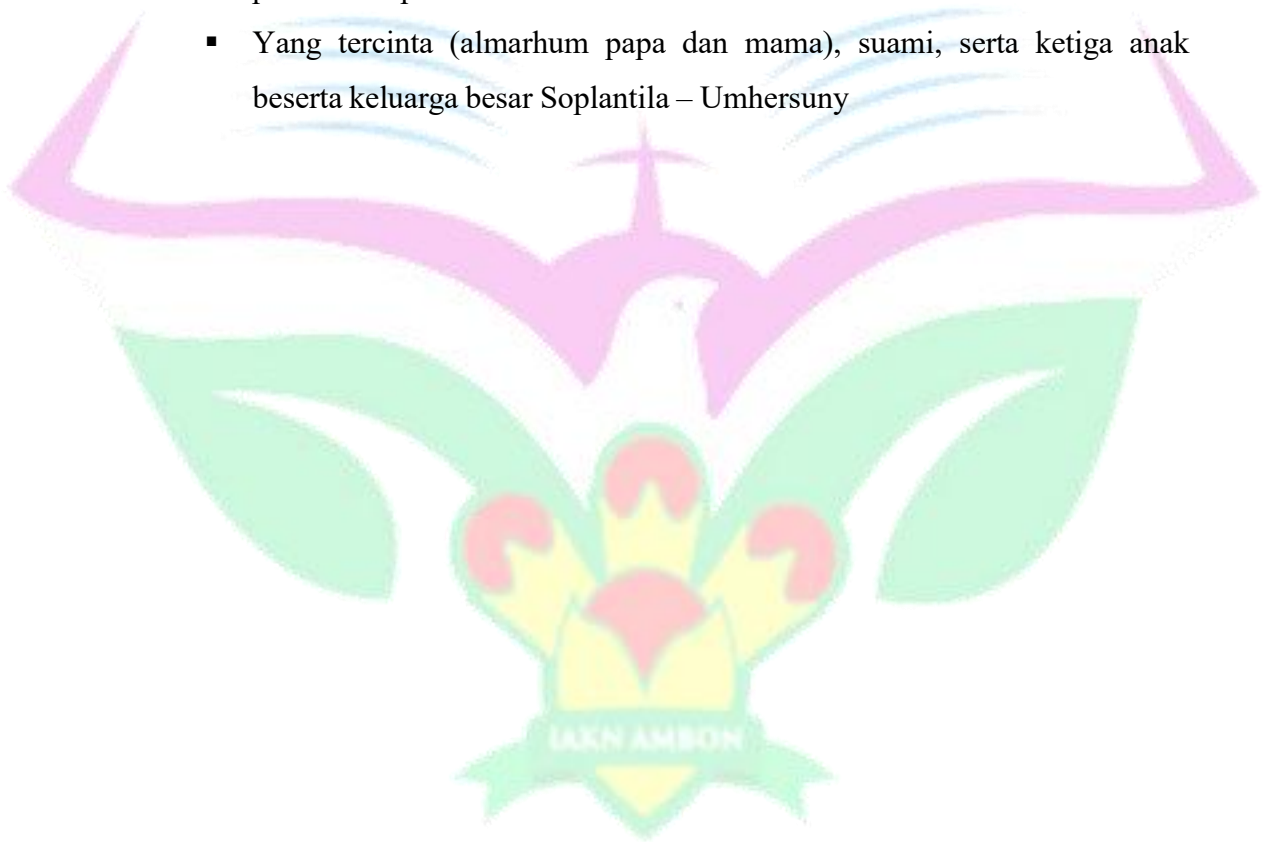 ▪ Yang tercinta (almarhum papa dan mama), suami, serta ketiga anak
beserta keluarga besar Soplantila – Umhersuny
IAKN AMBON